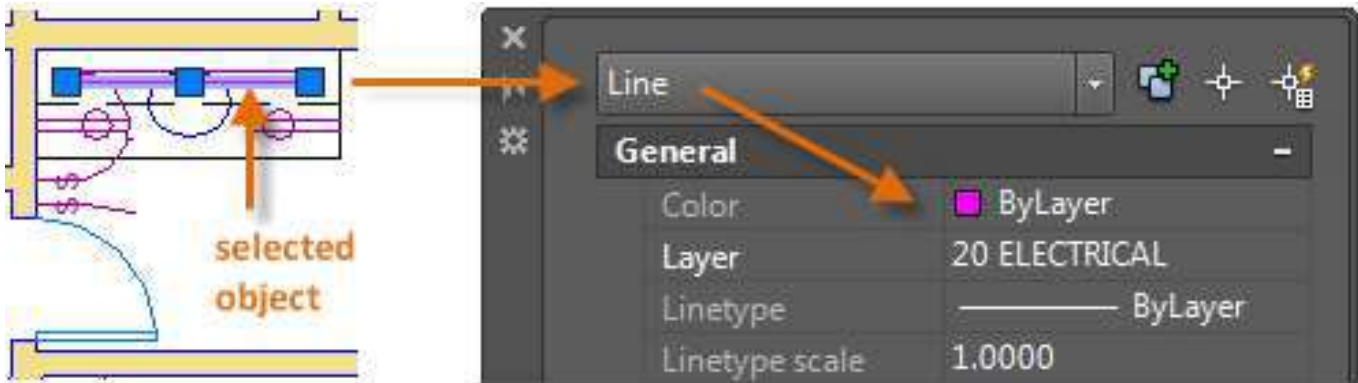 selected
object
Line
General
Color ByLayer
Layer 20 ELECTRICAL
Linetype ByLayer
Linetype scale 1.0000
S
S